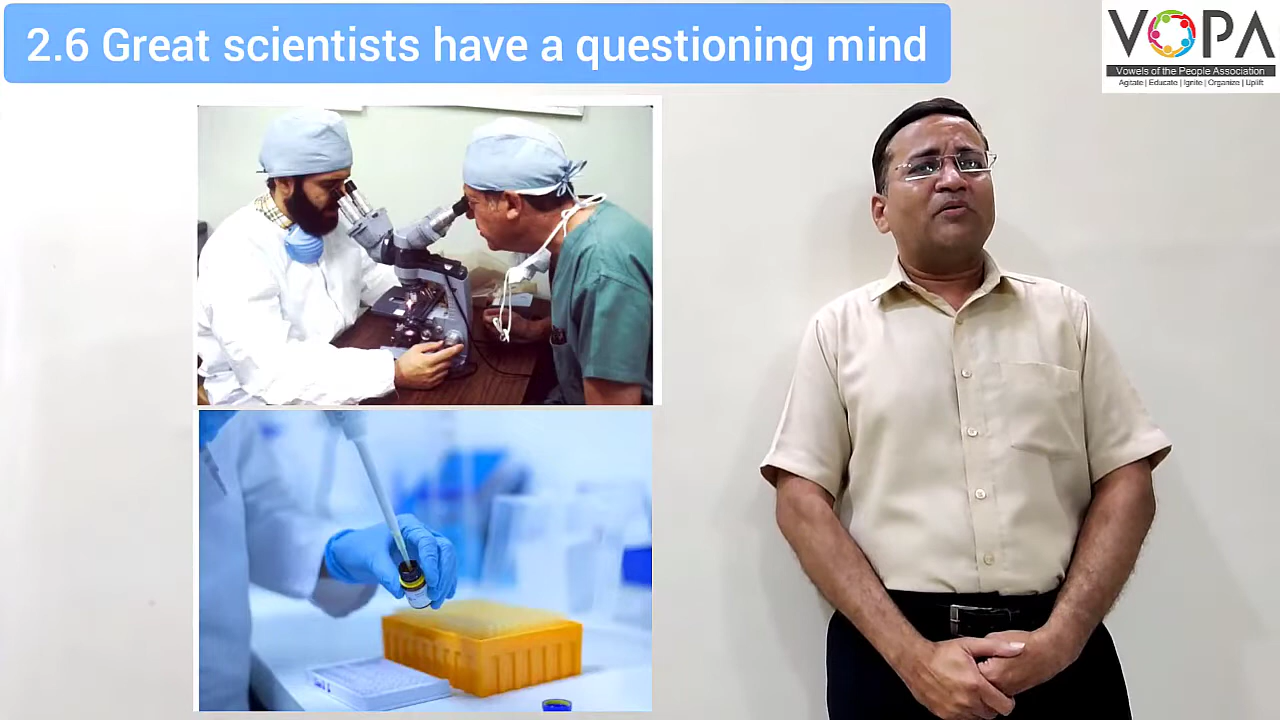 2.6 Great scientists have a questioning mind
VOPA
Vowels of the People Association
Agitate | Educate | Ignite | Organize | Uplift